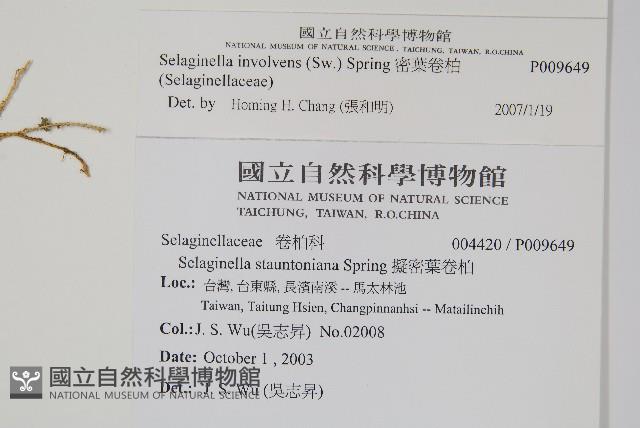 國立自然科學博物館
NATIONAL MUSEUM OF NATURAL SCIENCE . TAICHUNG, TAIWAN, R.O.CHINA
Selaginella involvens (Sw.) Spring 密葉卷柏 P009649
(Selaginellaceae)
Det. by Homing H. Chang (張和明) 2007/1/19
國立自然科學博物館
NATIONAL MUSEUM OF NATURAL SCIENCE
TAICHUNG, TAIWAN, R.O.CHINA
Selaginellaceae 卷柏科 004420 / P009649
Selaginella stauntoniana Spring 擬密葉卷柏
Loc.: 台灣, 台東縣, 長濱南溪 -- 馬太林池
Taiwan, Taitung Hsien, Changpinnanhsi -- Matailinchih
Col.: J. S. Wu(吳志昇) No.02008
Date: October 1 , 2003
Det.: J. S. Wu (吳志昇)
國立自然科學博物館
NATIONAL MUSEUM OF NATURAL SCIENCE